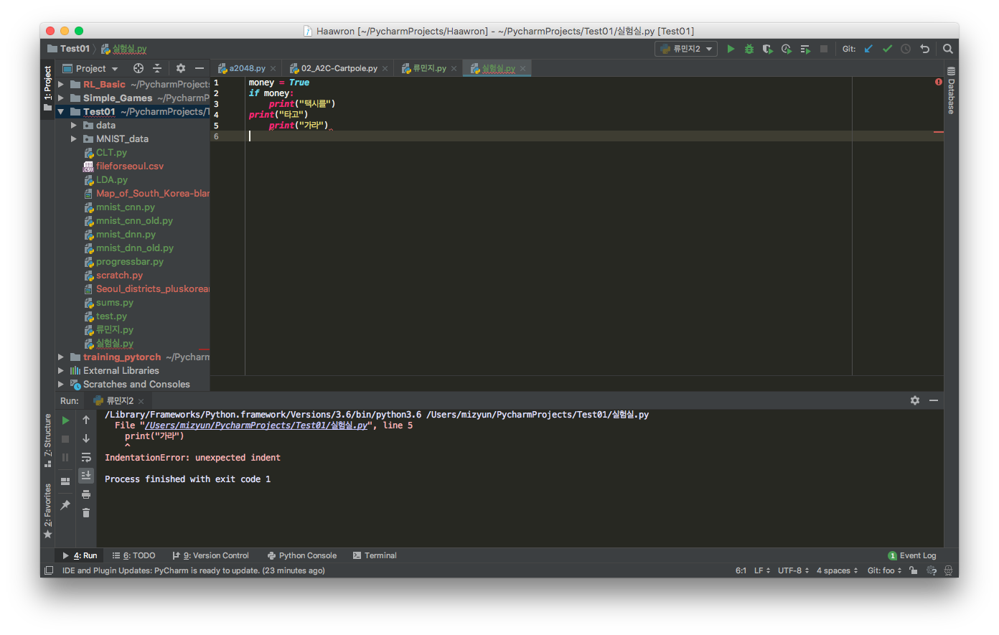 Haawron [~/PycharmProjects/Haawron] - ~/PycharmProjects/Test01/실험실.py [Test01]
Test01 실험실.py 류민지2 Git:
1: Project
Project
a2048.py 02_A2C-Cartpole.py 류민지.py 실험실.py
Database
RL_Basic ~/PycharmProjects
Simple_Games ~/PycharmP
Test01 ~/PycharmProjects/T
data
MNIST_data
CLT.py
fileforseoul.csv
LDA.py
Map_of_South_Korea-blar
mnist_cnn.py
mnist_cnn_old.py
mnist_dnn.py
mnist_dnn_old.py
progressbar.py
scratch.py
Seoul_districts_pluskorear
sums.py
test.py
류민지.py
실험실.py
training_pytorch ~/Pycharm
External Libraries
Scratches and Consoles
1 money = True
2 if money:
3     print("택시를")
4 print("타고")
5     print("가라")
6
Run: 류민지2
7: Structure
2: Favorites
/Library/Frameworks/Python.framework/Versions/3.6/bin/python3.6 /Users/mizyun/PycharmProjects/Test01/실험실.py
  File "/Users/mizyun/PycharmProjects/Test01/실험실.py", line 5
    print("가라")
    ^
IndentationError: unexpected indent
Process finished with exit code 1
4: Run 6: TODO 9: Version Control Python Console Terminal 1 Event Log
IDE and Plugin Updates: PyCharm is ready to update. (23 minutes ago) 6:1 LF UTF-8 4 spaces Git: foo